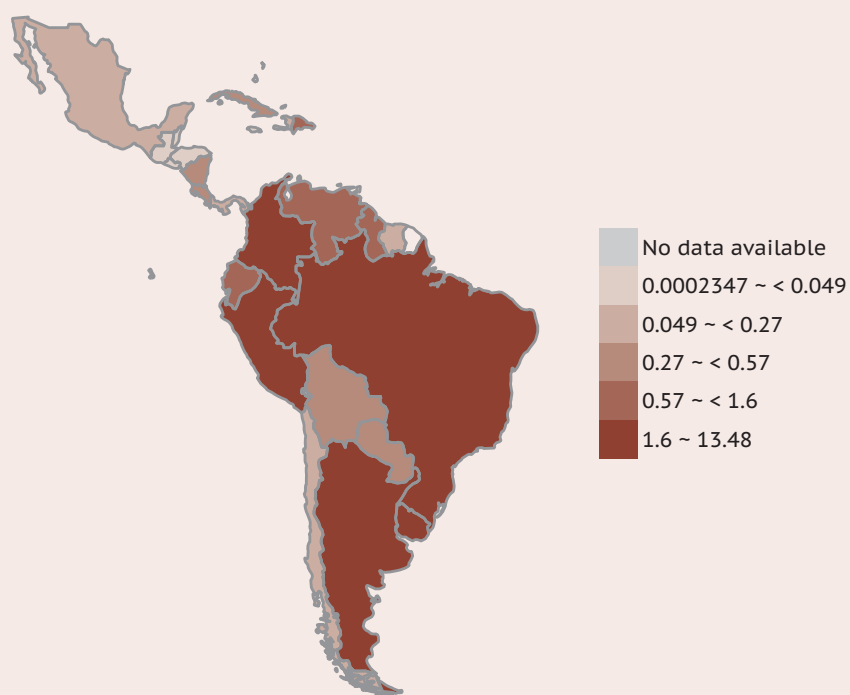 No data available
0.0002347 ~ < 0.049
0.049 ~ < 0.27
0.27 ~ < 0.57
0.57 ~ < 1.6
1.6 ~ 13.48